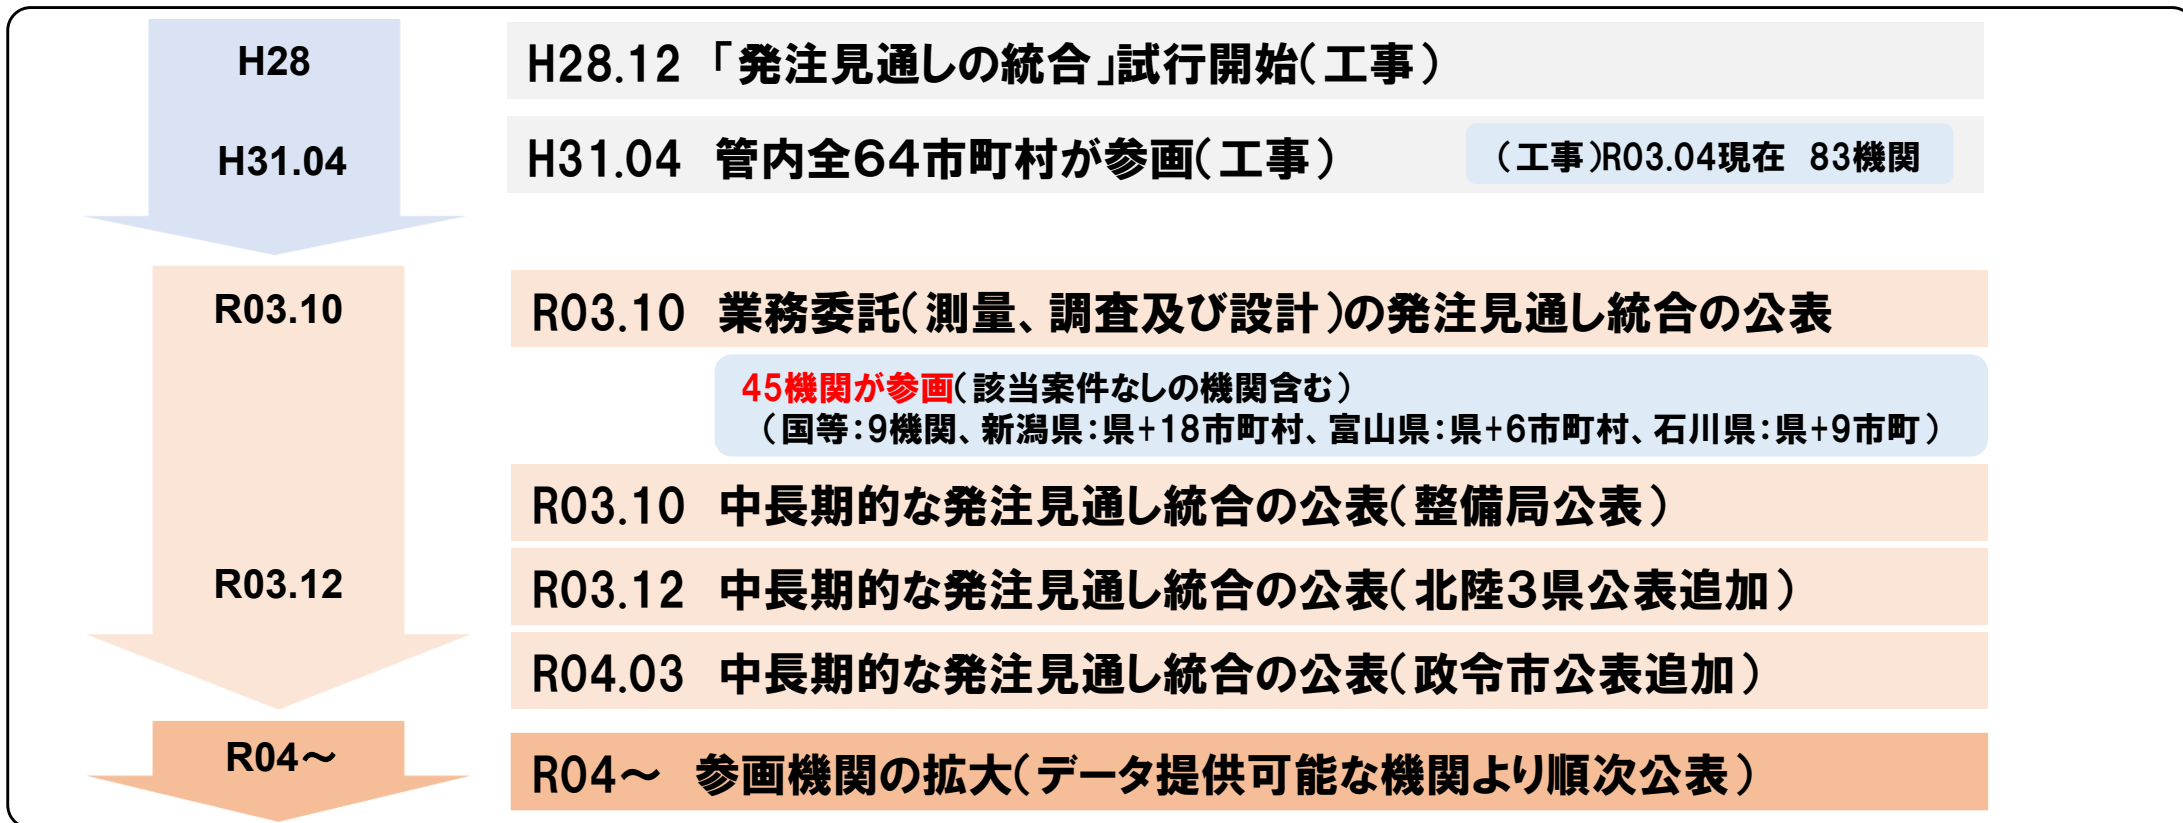 H28
H28.12 「発注見通しの統合」試行開始(工事)
H31.04
H31.04 管内全64市町村が参画(工事)
(工事)R03.04現在 83機関
R03.10
R03.10 業務委託(測量、調査及び設計)の発注見通し統合の公表
45機関が参画(該当案件なしの機関含む)
(国等:9機関、新潟県:県+18市町村、富山県:県+6市町村、石川県:県+9市町)
R03.10 中長期的な発注見通し統合の公表(整備局公表)
R03.12
R03.12 中長期的な発注見通し統合の公表(北陸3県公表追加)
R04.03 中長期的な発注見通し統合の公表(政令市公表追加)
R04～
R04～ 参画機関の拡大(データ提供可能な機関より順次公表)